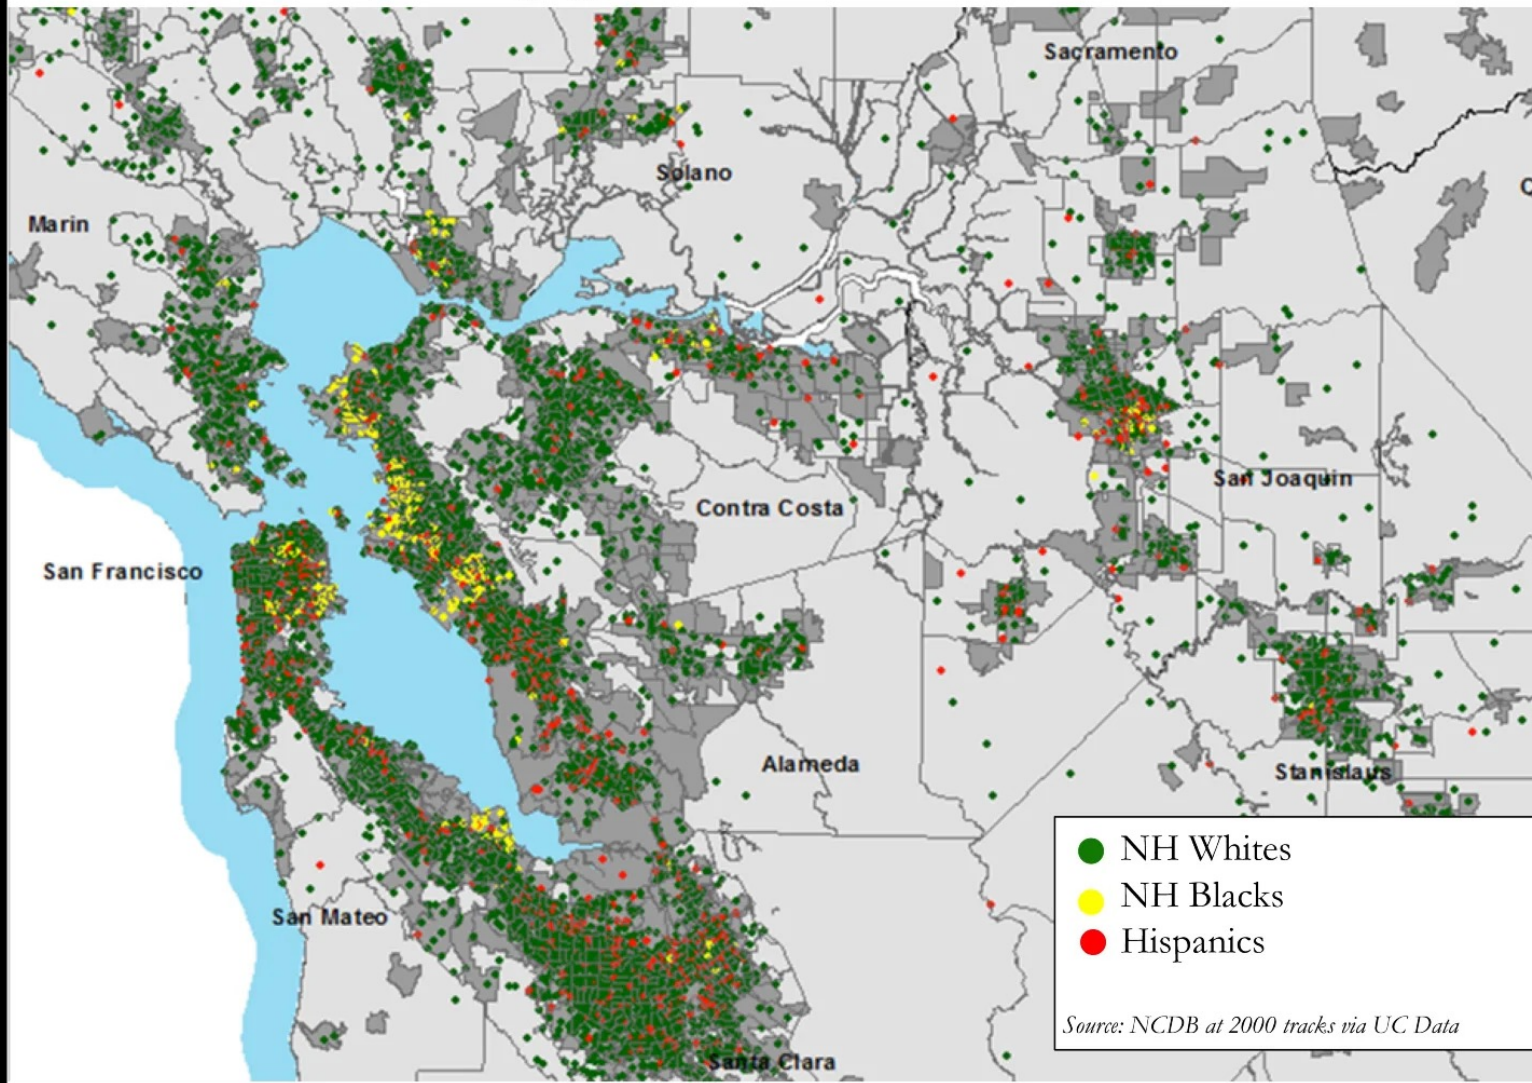 Sacramento
Solano
Marin
San Joaquin
Contra Costa
San Francisco
Alameda
Stanislaus
San Mateo
Santa Clara
NH Whites
NH Blacks
Hispanics
Source: NCDB at 2000 tracks via UC Data